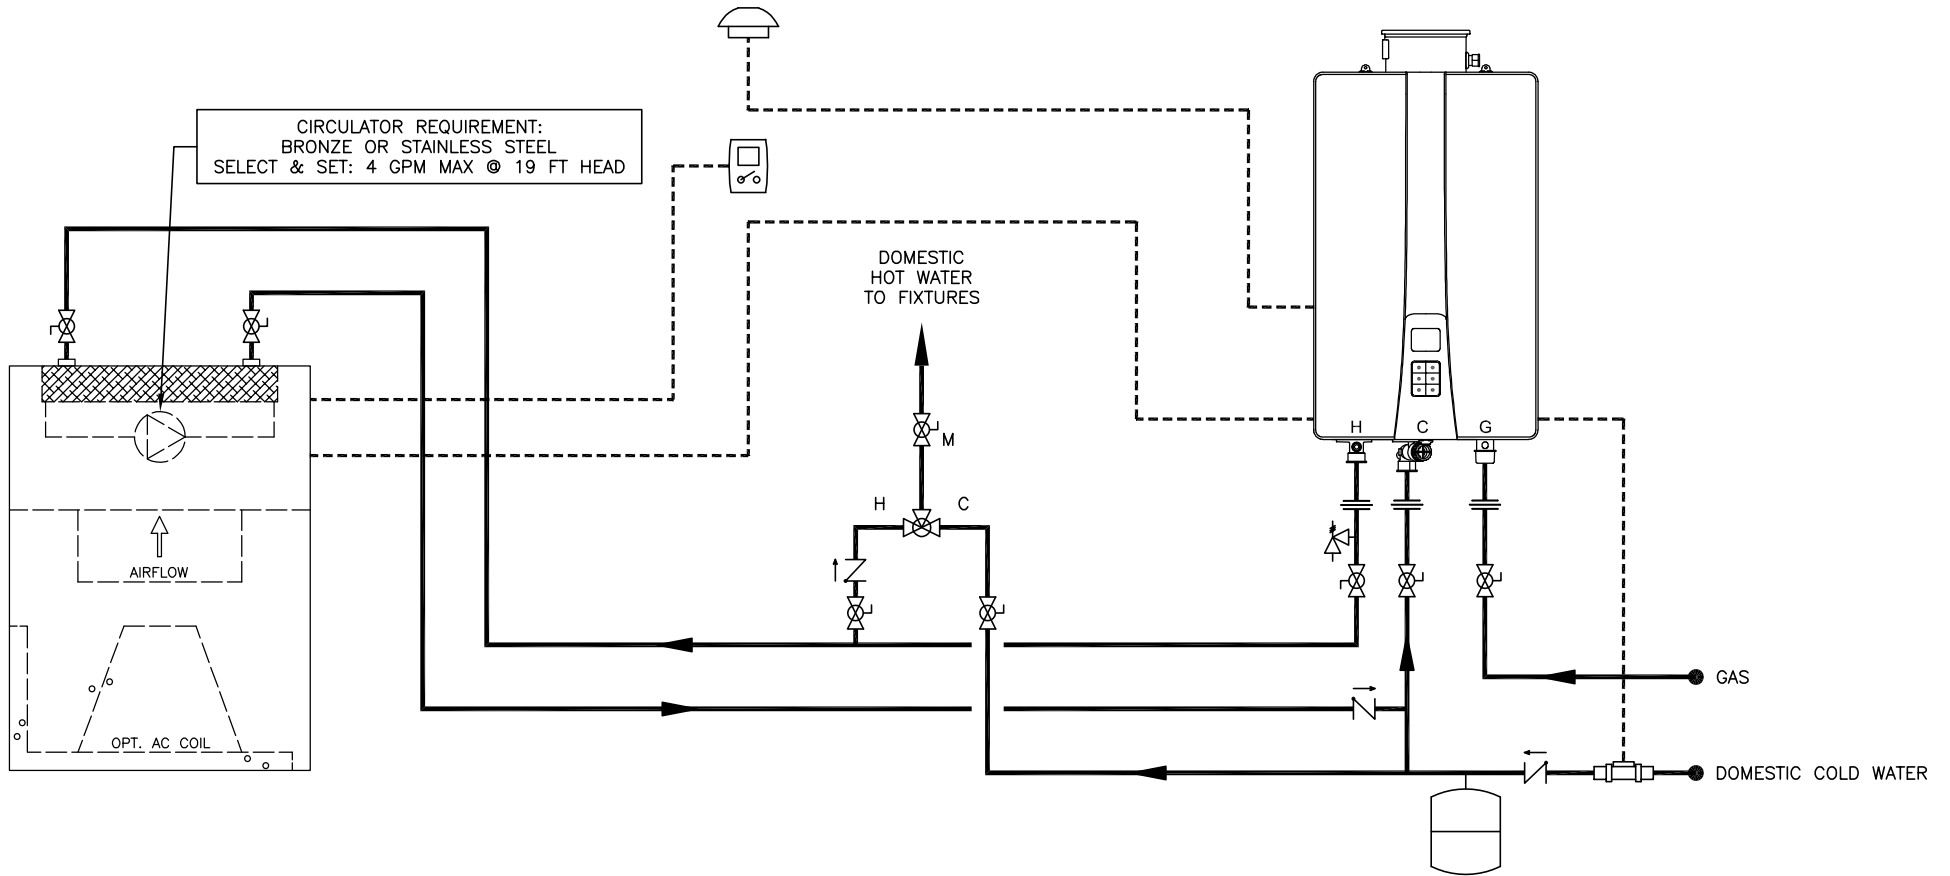 CIRCULATOR REQUIREMENT:
BRONZE OR STAINLESS STEEL
SELECT & SET: 4 GPM MAX @ 19 FT HEAD
DOMESTIC
HOT WATER
TO FIXTURES
H C G
M
H C
AIRFLOW
GAS
OPT. AC COIL
DOMESTIC COLD WATER